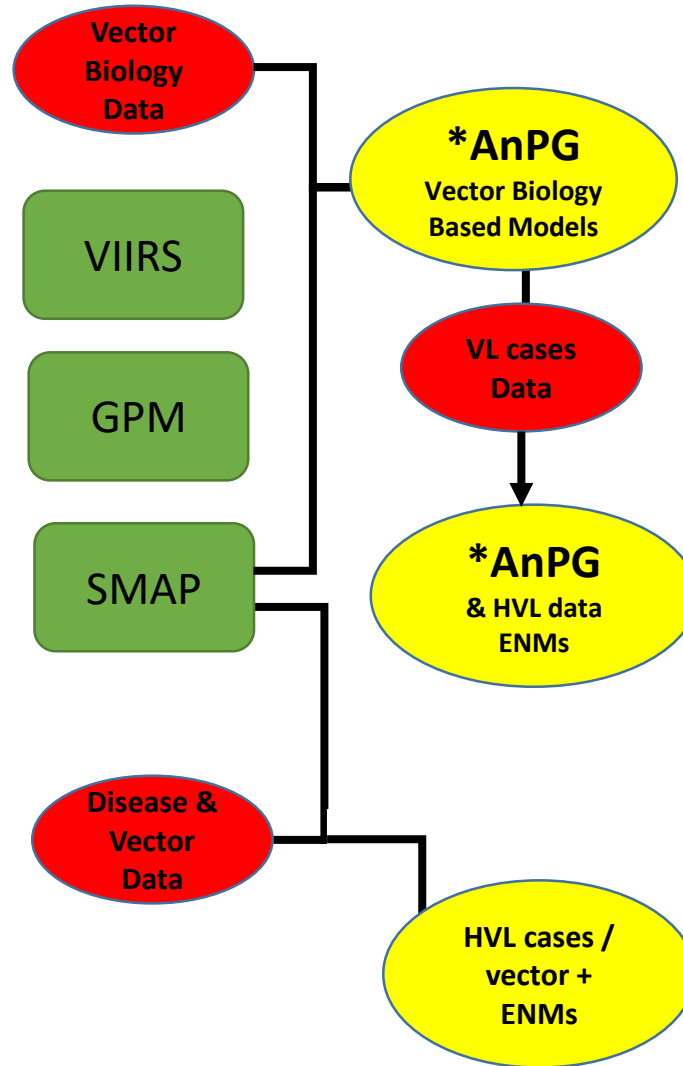 Vector
Biology
Data
*AnPG
Vector Biology
Based Models
VIIRS
VL cases
Data
GPM
SMAP
*AnPG
& HVL data
ENMs
Disease &
Vector
Data
HVL cases /
vector +
ENMs